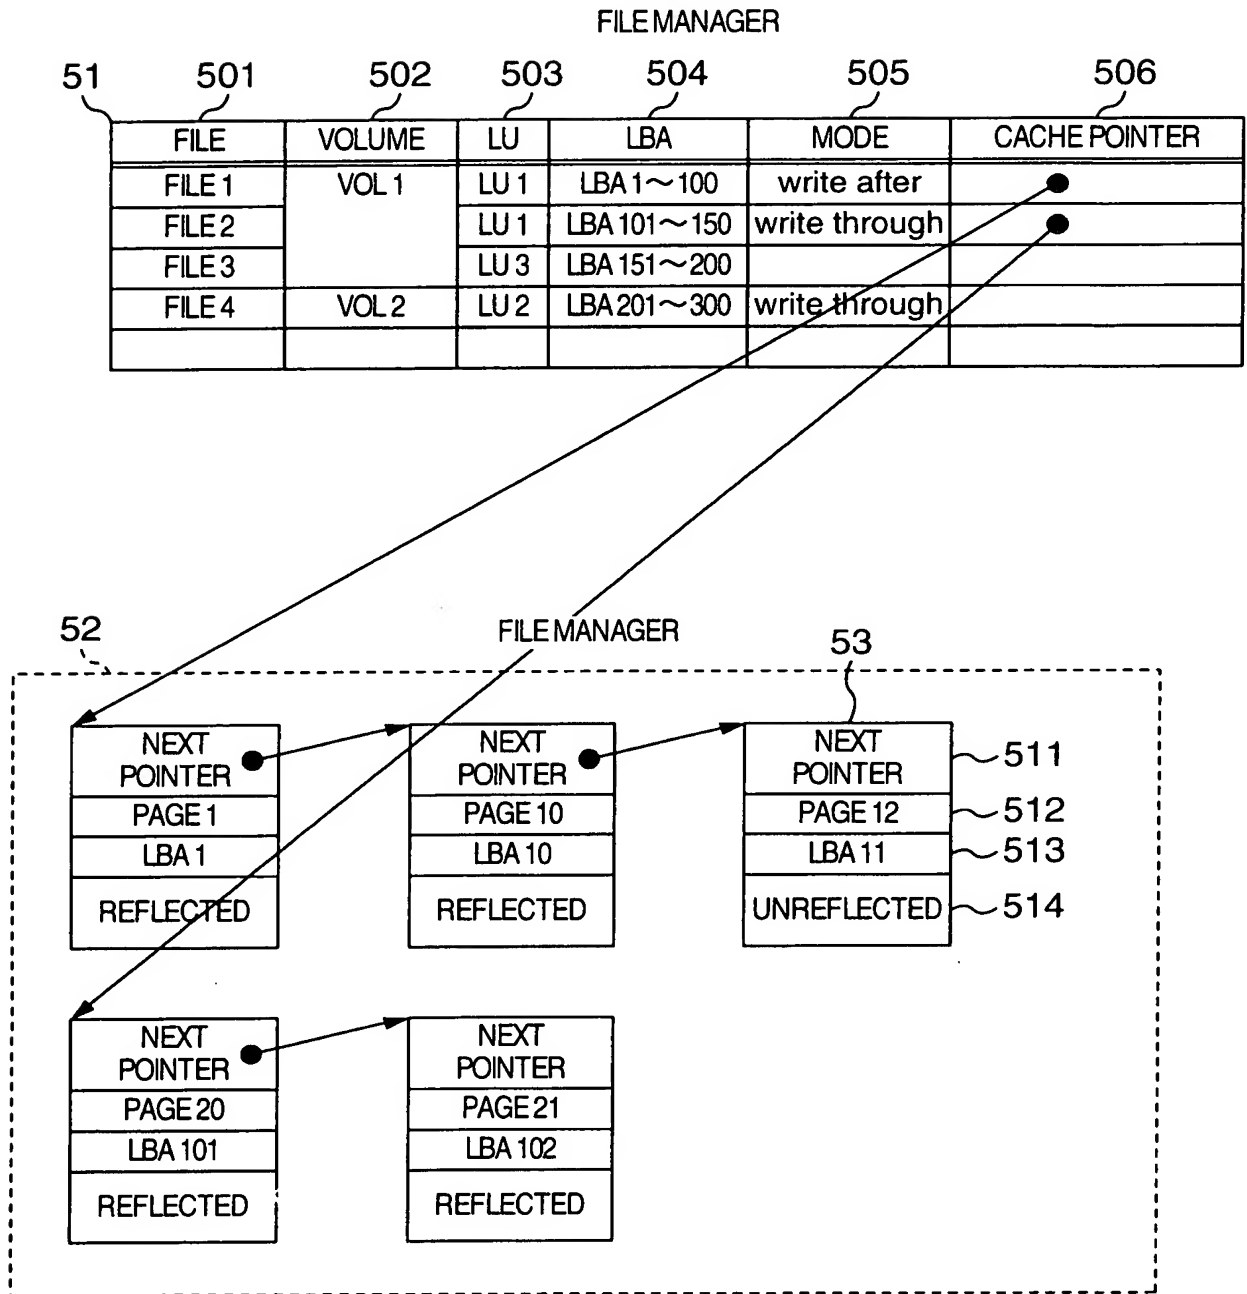 FILE MANAGER
51 501 502 503 504 505 506
FILE VOLUME LU LBA MODE CACHE POINTER
FILE 1 VOL 1 LU 1 LBA 1～100 write after
FILE 2 LU 1 LBA 101～150 write through
FILE 3 LU 3 LBA 151～200
FILE 4 VOL 2 LU 2 LBA 201～300 write through
52 FILE MANAGER 53
NEXT NEXT NEXT
POINTER POINTER POINTER 511
PAGE 1 PAGE 10 PAGE 12 512
LBA 1 LBA 10 LBA 11 513
REFLECTED REFLECTED UNREFLECTED 514
NEXT NEXT
POINTER POINTER
PAGE 20 PAGE 21
LBA 101 LBA 102
REFLECTED REFLECTED